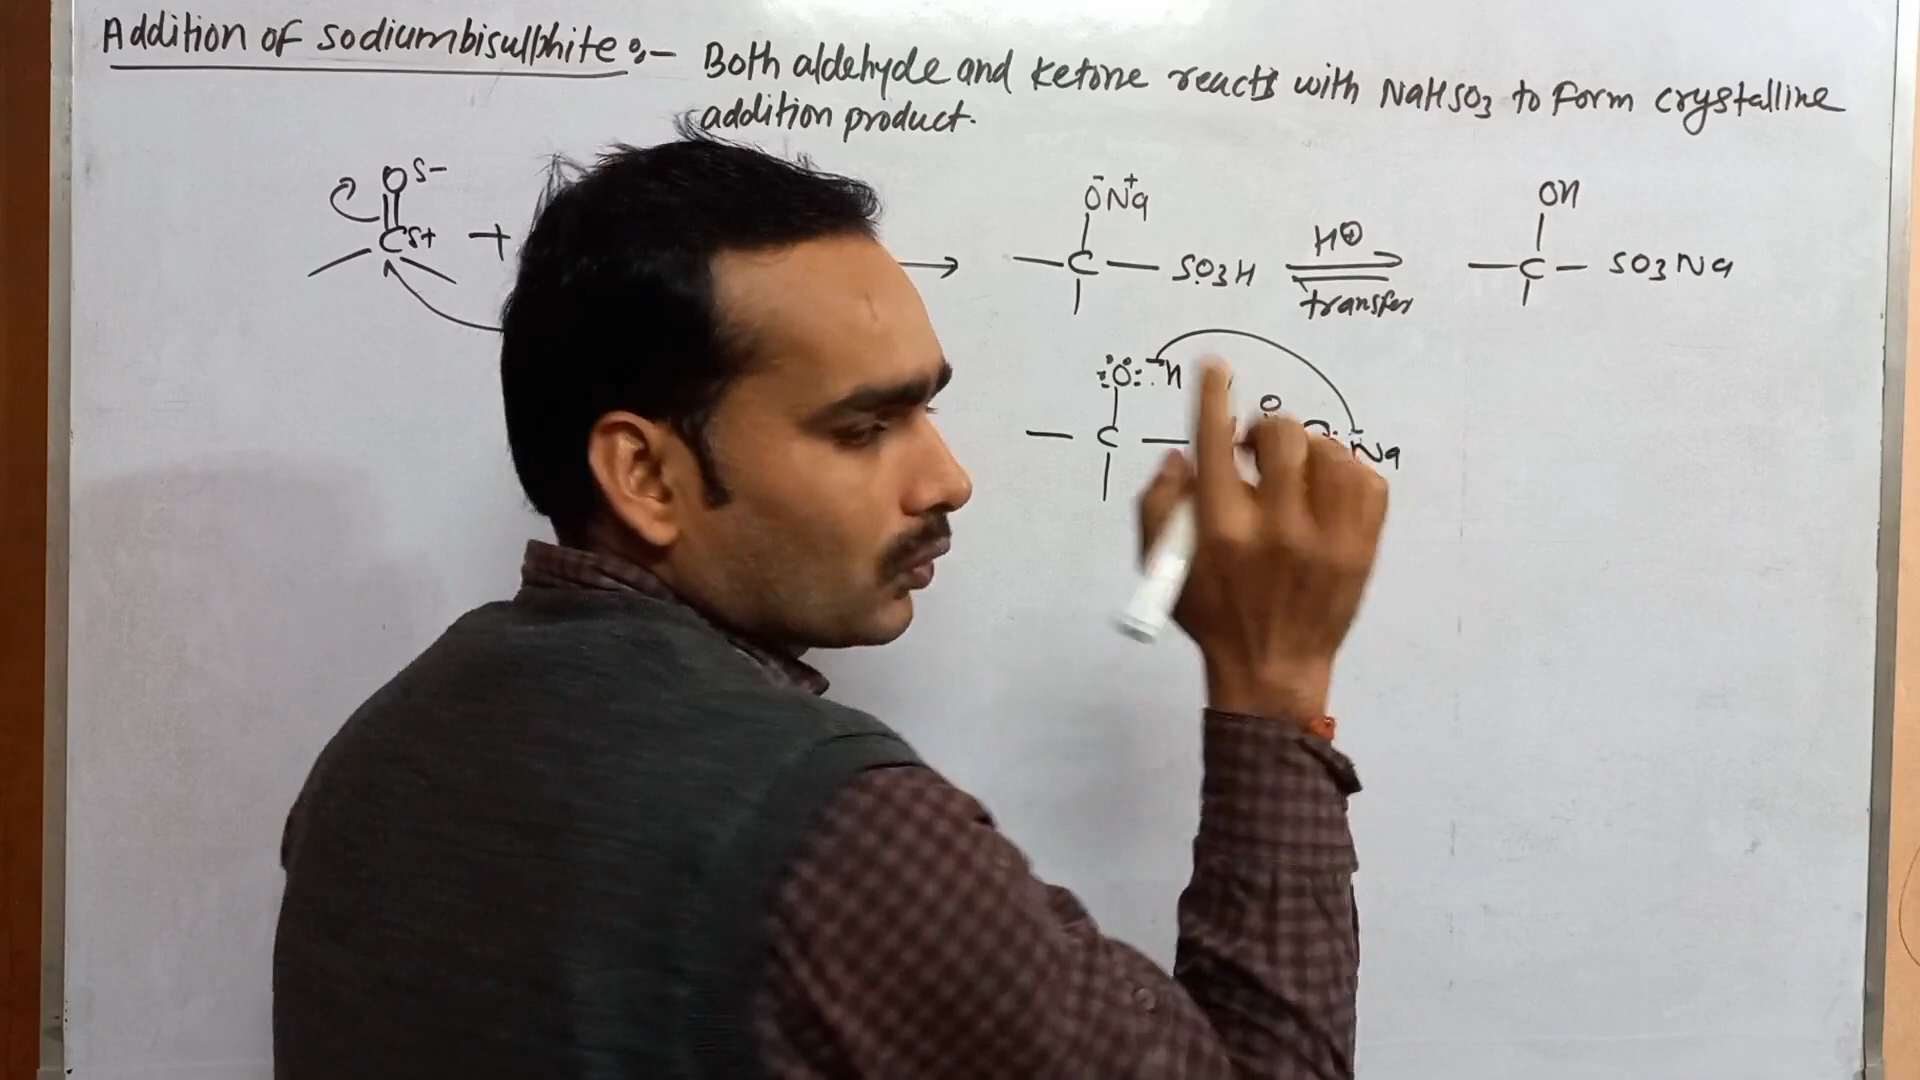 Addition of sodiumbisulphite :- Both aldehyde and ketone reacts with NaHSO3 to form crystalline
addition product.
O δ-
C δ+ +
O⁻Na⁺
C — SO3H
H⊕
transfer
OH
C — SO3Na
:O: H
O
C — Na